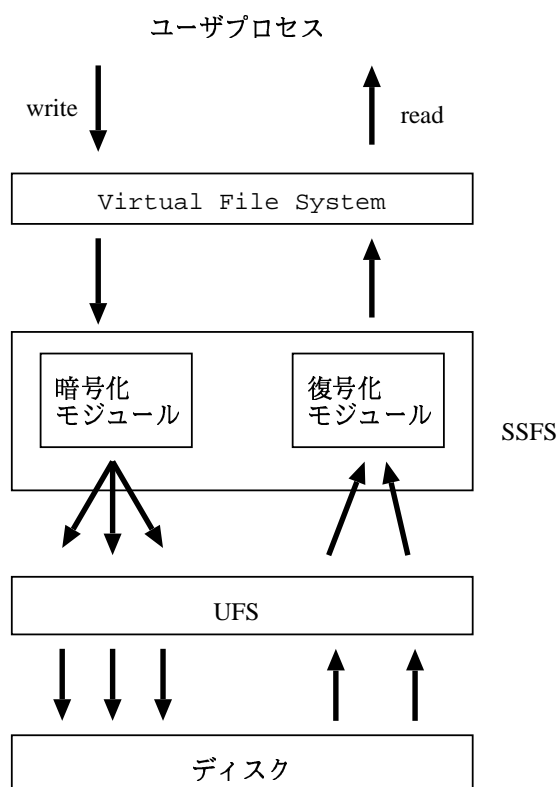 ユーザプロセス
write
read
Virtual File System
暗号化
モジュール
復号化
モジュール
SSFS
UFS
ディスク